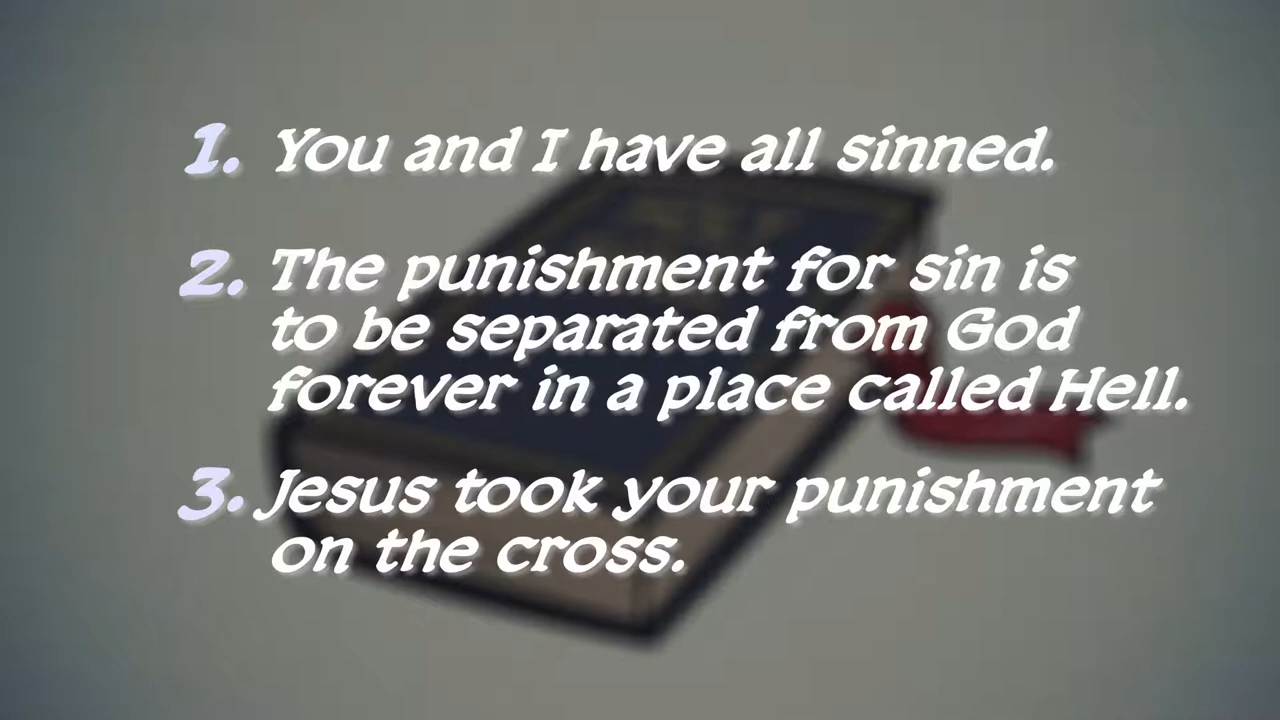 1. You and I have all sinned.
2. The punishment for sin is
to be separated from God
forever in a place called Hell.
3. Jesus took your punishment
on the cross.